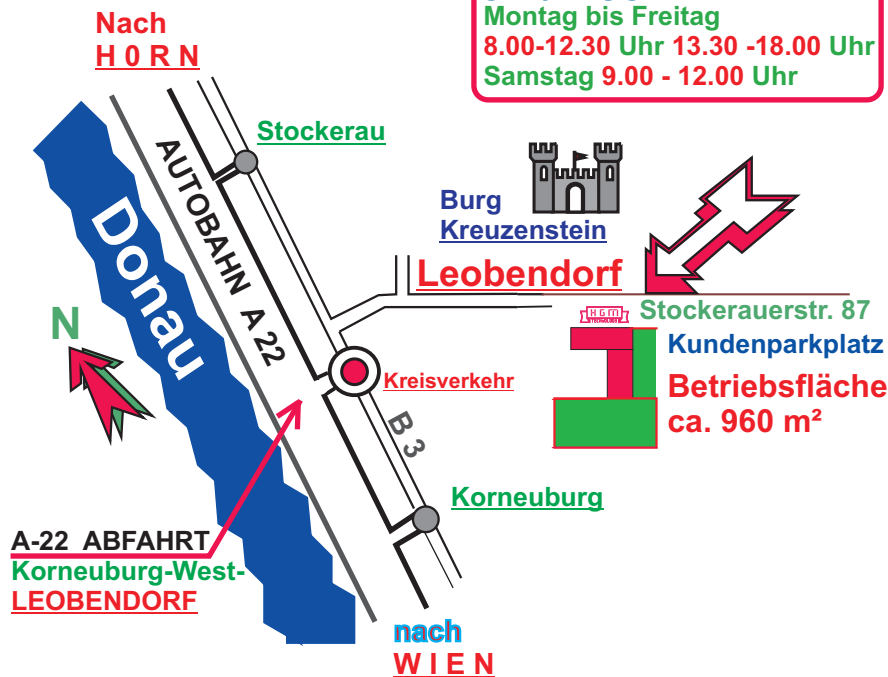 Nach
H 0 R N
Montag bis Freitag
8.00-12.30 Uhr 13.30 -18.00 Uhr
Samstag 9.00 - 12.00 Uhr
Stockerau
AUTOBAHN A 22
Donau
Burg
Kreuzenstein
Leobendorf
N
HGM
Stockerauerstr. 87
Kundenparkplatz
Kreisverkehr
Betriebsfläche
ca. 960 m²
B 3
Korneuburg
A-22 ABFAHRT
Korneuburg-West-
LEOBENDORF
nach
W I E N